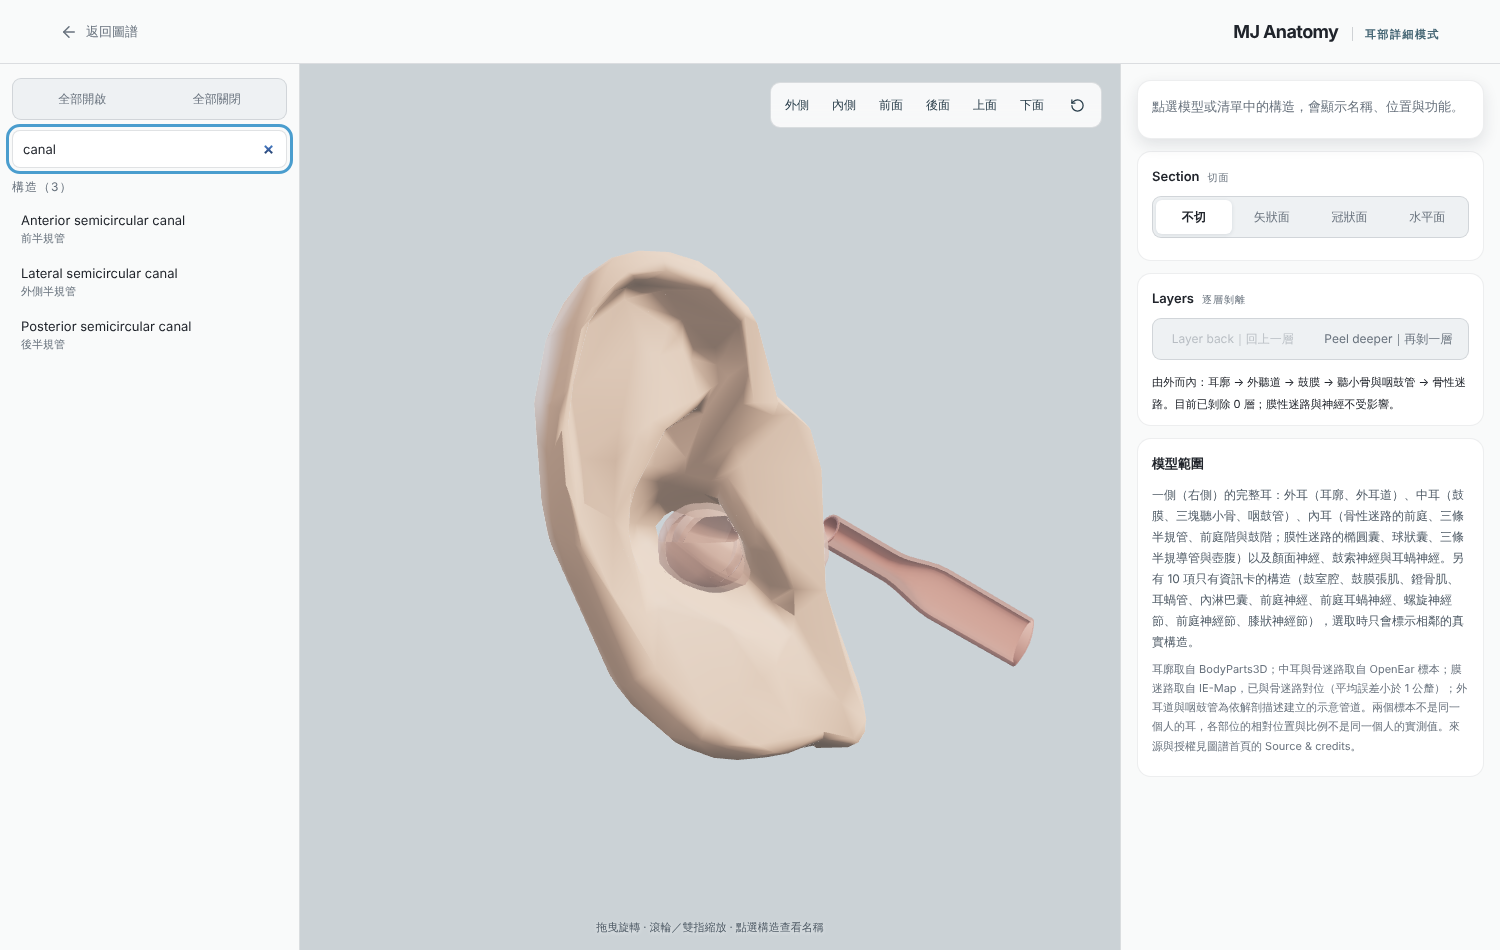 返回圖譜
MJ Anatomy
耳部詳細模式
全部開啟
全部關閉
canal
構造（3）
Anterior semicircular canal
前半規管
Lateral semicircular canal
外側半規管
Posterior semicircular canal
後半規管
外側
內側
前面
後面
上面
下面
拖曳旋轉 · 滾輪／雙指縮放 · 點選構造查看名稱
點選模型或清單中的構造，會顯示名稱、位置與功能。
Section 切面
不切
矢狀面
冠狀面
水平面
Layers 逐層剝離
Layer back｜回上一層
Peel deeper｜再剝一層
由外而內：耳廓 → 外聽道 → 鼓膜 → 聽小骨與咽鼓管 → 骨性迷
路。目前已剝除 0 層；膜性迷路與神經不受影響。
模型範圍
一側（右側）的完整耳：外耳（耳廓、外耳道）、中耳（鼓
膜、三塊聽小骨、咽鼓管）、內耳（骨性迷路的前庭、三條
半規管、前庭階與鼓階；膜性迷路的橢圓囊、球狀囊、三條
半規導管與壺腹）以及顏面神經、鼓索神經與耳蝸神經。另
有 10 項只有資訊卡的構造（鼓室腔、鼓膜張肌、鐙骨肌、
耳蝸管、內淋巴囊、前庭神經、前庭耳蝸神經、螺旋神經
節、前庭神經節、膝狀神經節），選取時只會標示相鄰的真
實構造。
耳廓取自 BodyParts3D；中耳與骨迷路取自 OpenEar 標本；膜
迷路取自 IE-Map，已與骨迷路對位（平均誤差小於 1 公釐）；外
耳道與咽鼓管為依解剖描述建立的示意管道。兩個標本不是同一
個人的耳，各部位的相對位置與比例不是同一個人的實測值。來
源與授權見圖譜首頁的 Source & credits。